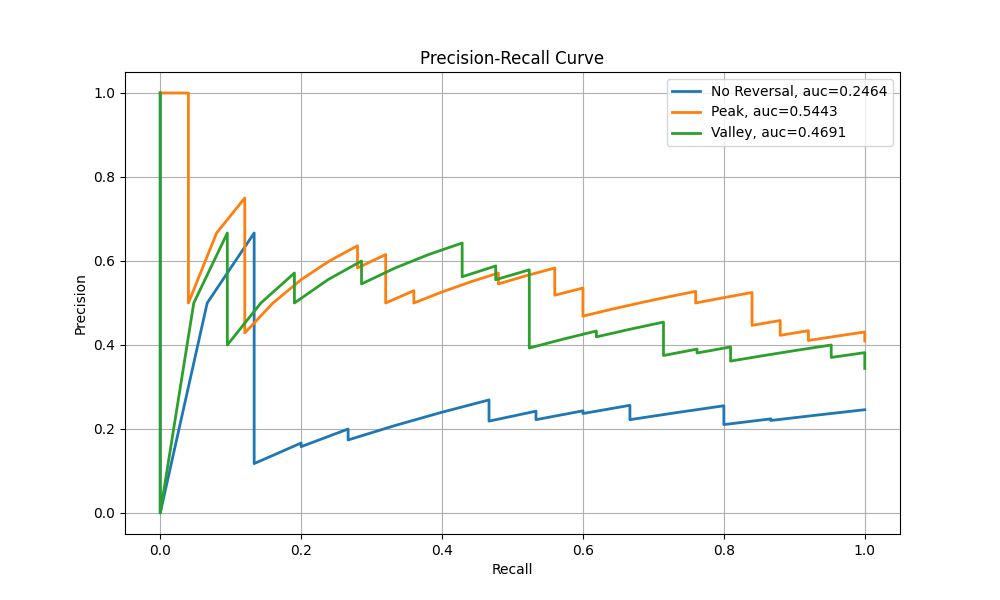 Precision-Recall Curve
No Reversal, auc=0.2464
Peak, auc=0.5443
Valley, auc=0.4691
Precision
1.0
0.8
0.6
0.4
0.2
0.0
0.0 0.2 0.4 0.6 0.8 1.0
Recall